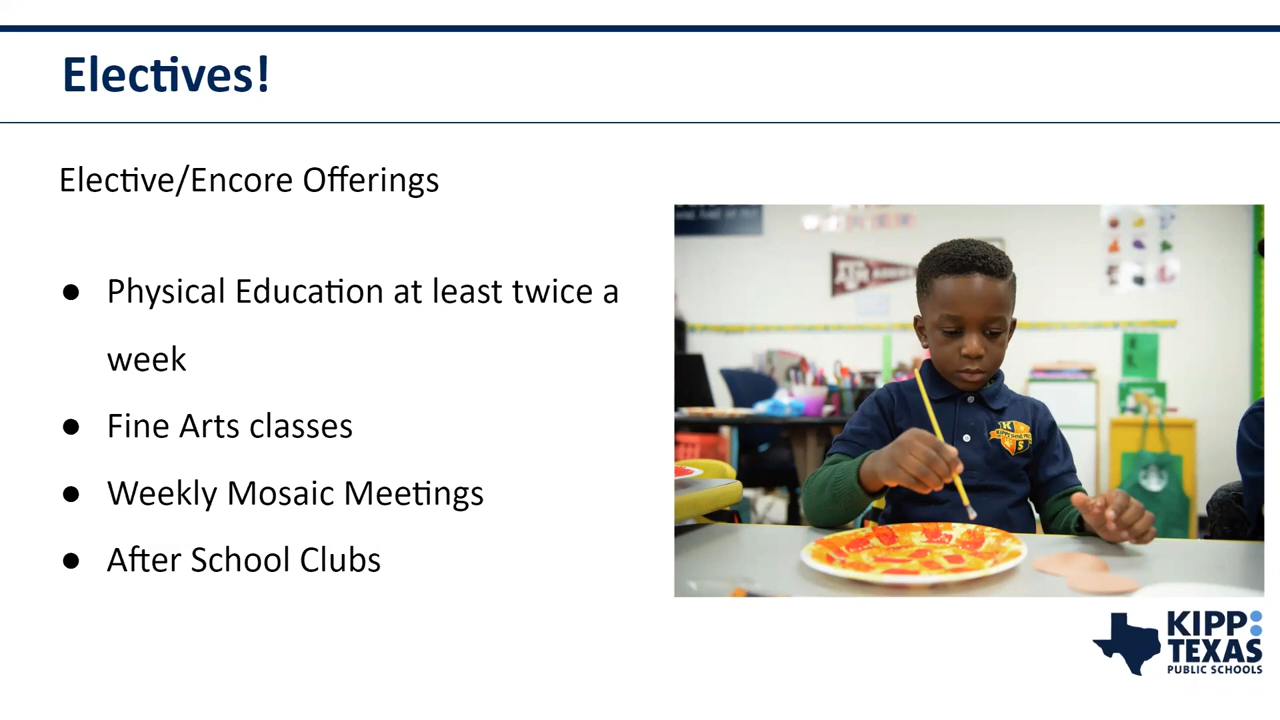 Electives!
Elective/Encore Offerings
● Physical Education at least twice a
week
● Fine Arts classes
● Weekly Mosaic Meetings
● After School Clubs
KIPP:
TEXAS
PUBLIC SCHOOLS